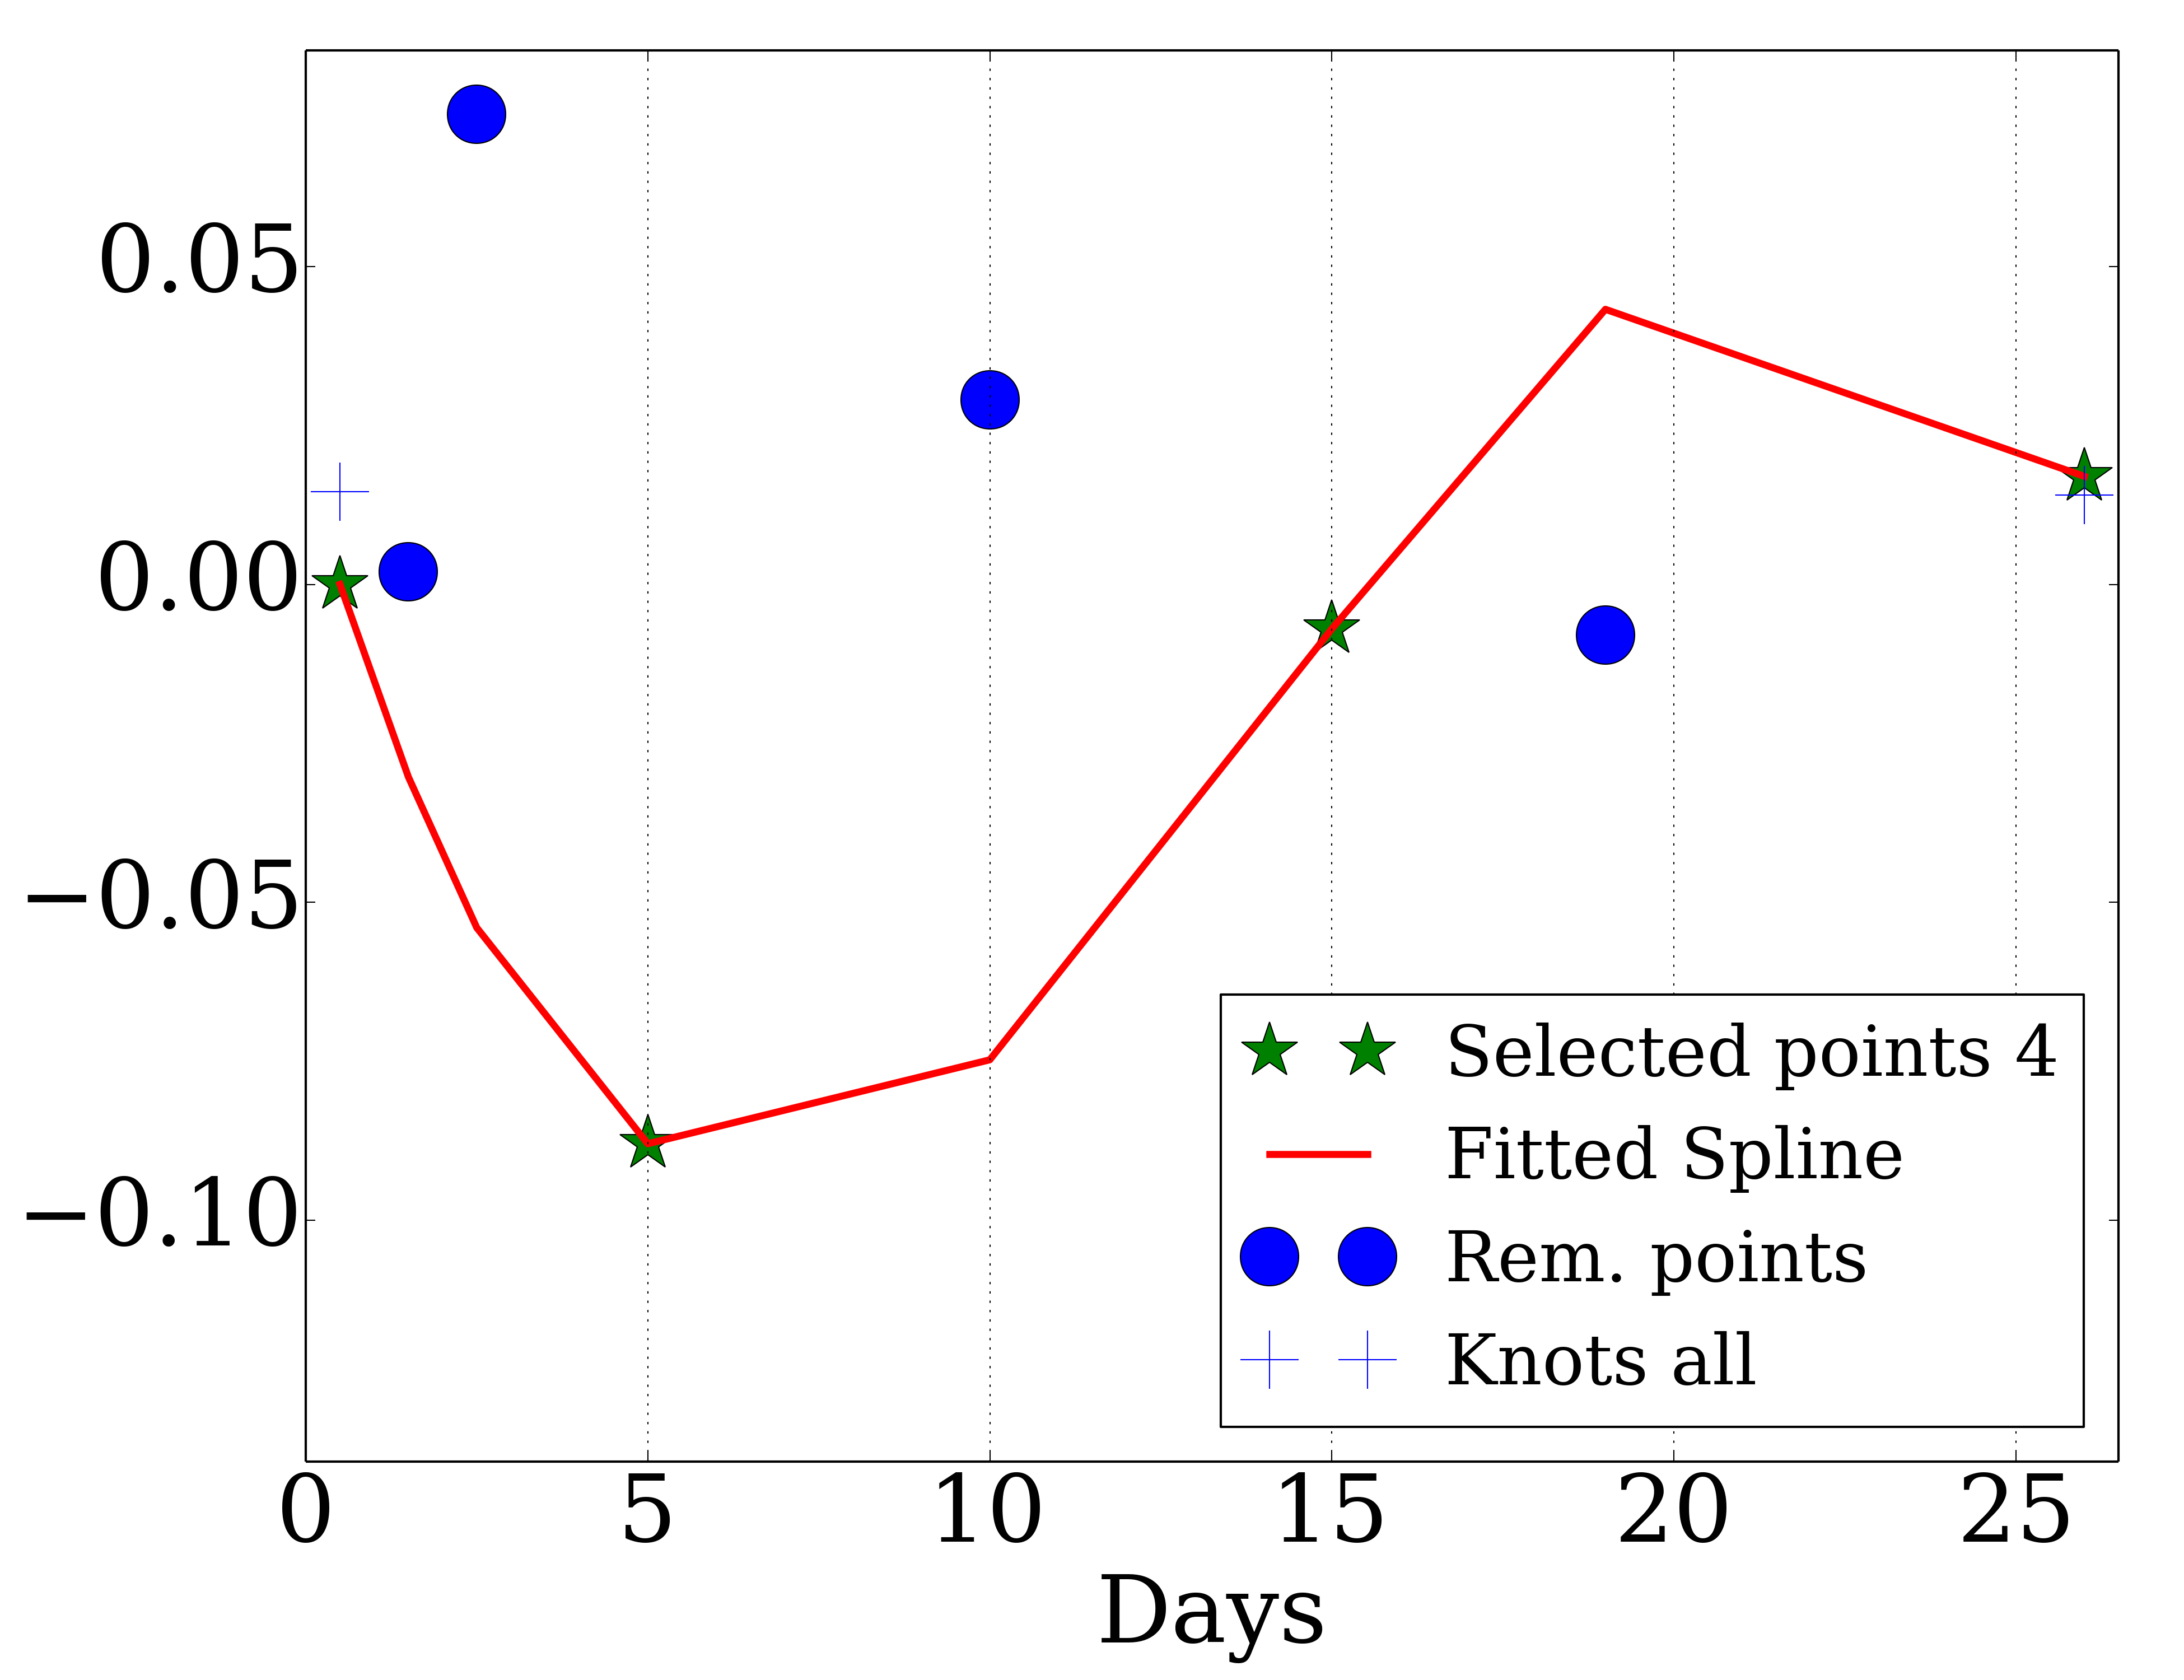 0.05
0.00
−0.05
−0.10
Selected points 4
Fitted Spline
Rem. points
Knots all
0 5 10 15 20 25
Days